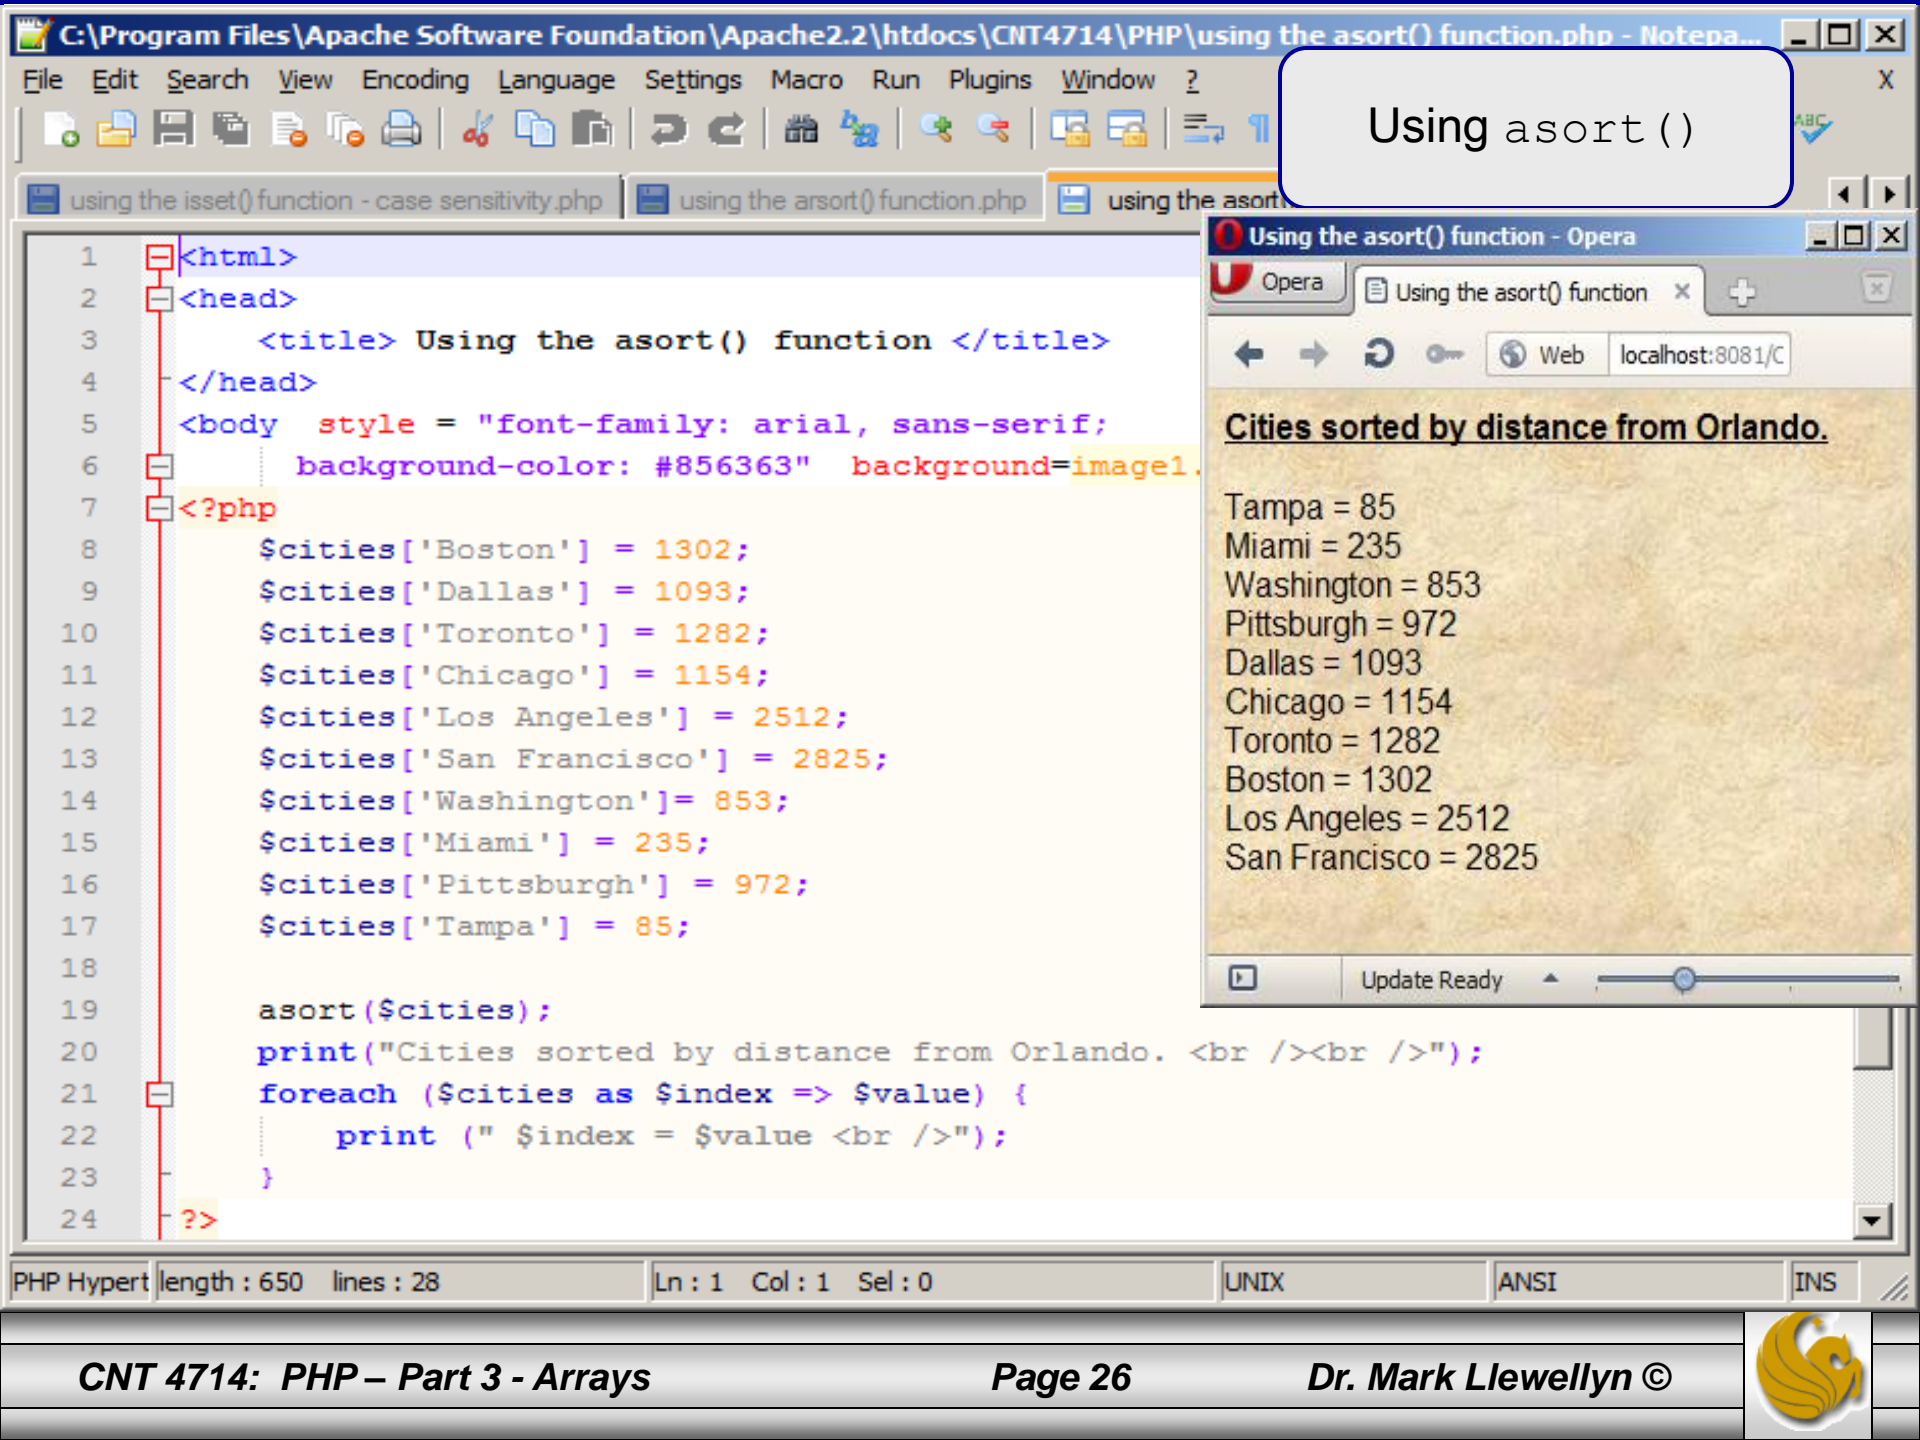 C:\Program Files\Apache Software Foundation\Apache2.2\htdocs\CNT4714\PHP\using the asort() function.php - Notepa...
File Edit Search View Encoding Language Settings Macro Run Plugins Window ?
X
Using asort()
ABC
using the isset() function - case sensitivity.php
using the arsort() function.php
using the asort(
1 <html>
2 <head>
3 <title> Using the asort() function </title>
4 </head>
5 <body style = "font-family: arial, sans-serif;
6 background-color: #856363" background=image1.
7 <?php
8 $cities['Boston'] = 1302;
9 $cities['Dallas'] = 1093;
10 $cities['Toronto'] = 1282;
11 $cities['Chicago'] = 1154;
12 $cities['Los Angeles'] = 2512;
13 $cities['San Francisco'] = 2825;
14 $cities['Washington']= 853;
15 $cities['Miami'] = 235;
16 $cities['Pittsburgh'] = 972;
17 $cities['Tampa'] = 85;
18
19 asort($cities);
20 print("Cities sorted by distance from Orlando. <br /><br />");
21 foreach ($cities as $index => $value) {
22 print (" $index = $value <br />");
23 }
24 ?>
Using the asort() function - Opera
Opera
Using the asort() function
Web localhost:8081/C
Cities sorted by distance from Orlando.
Tampa = 85
Miami = 235
Washington = 853
Pittsburgh = 972
Dallas = 1093
Chicago = 1154
Toronto = 1282
Boston = 1302
Los Angeles = 2512
San Francisco = 2825
Update Ready
PHP Hypert length : 650 lines : 28 Ln : 1 Col : 1 Sel : 0 UNIX ANSI INS
CNT 4714: PHP – Part 3 - Arrays Page 26 Dr. Mark Llewellyn ©